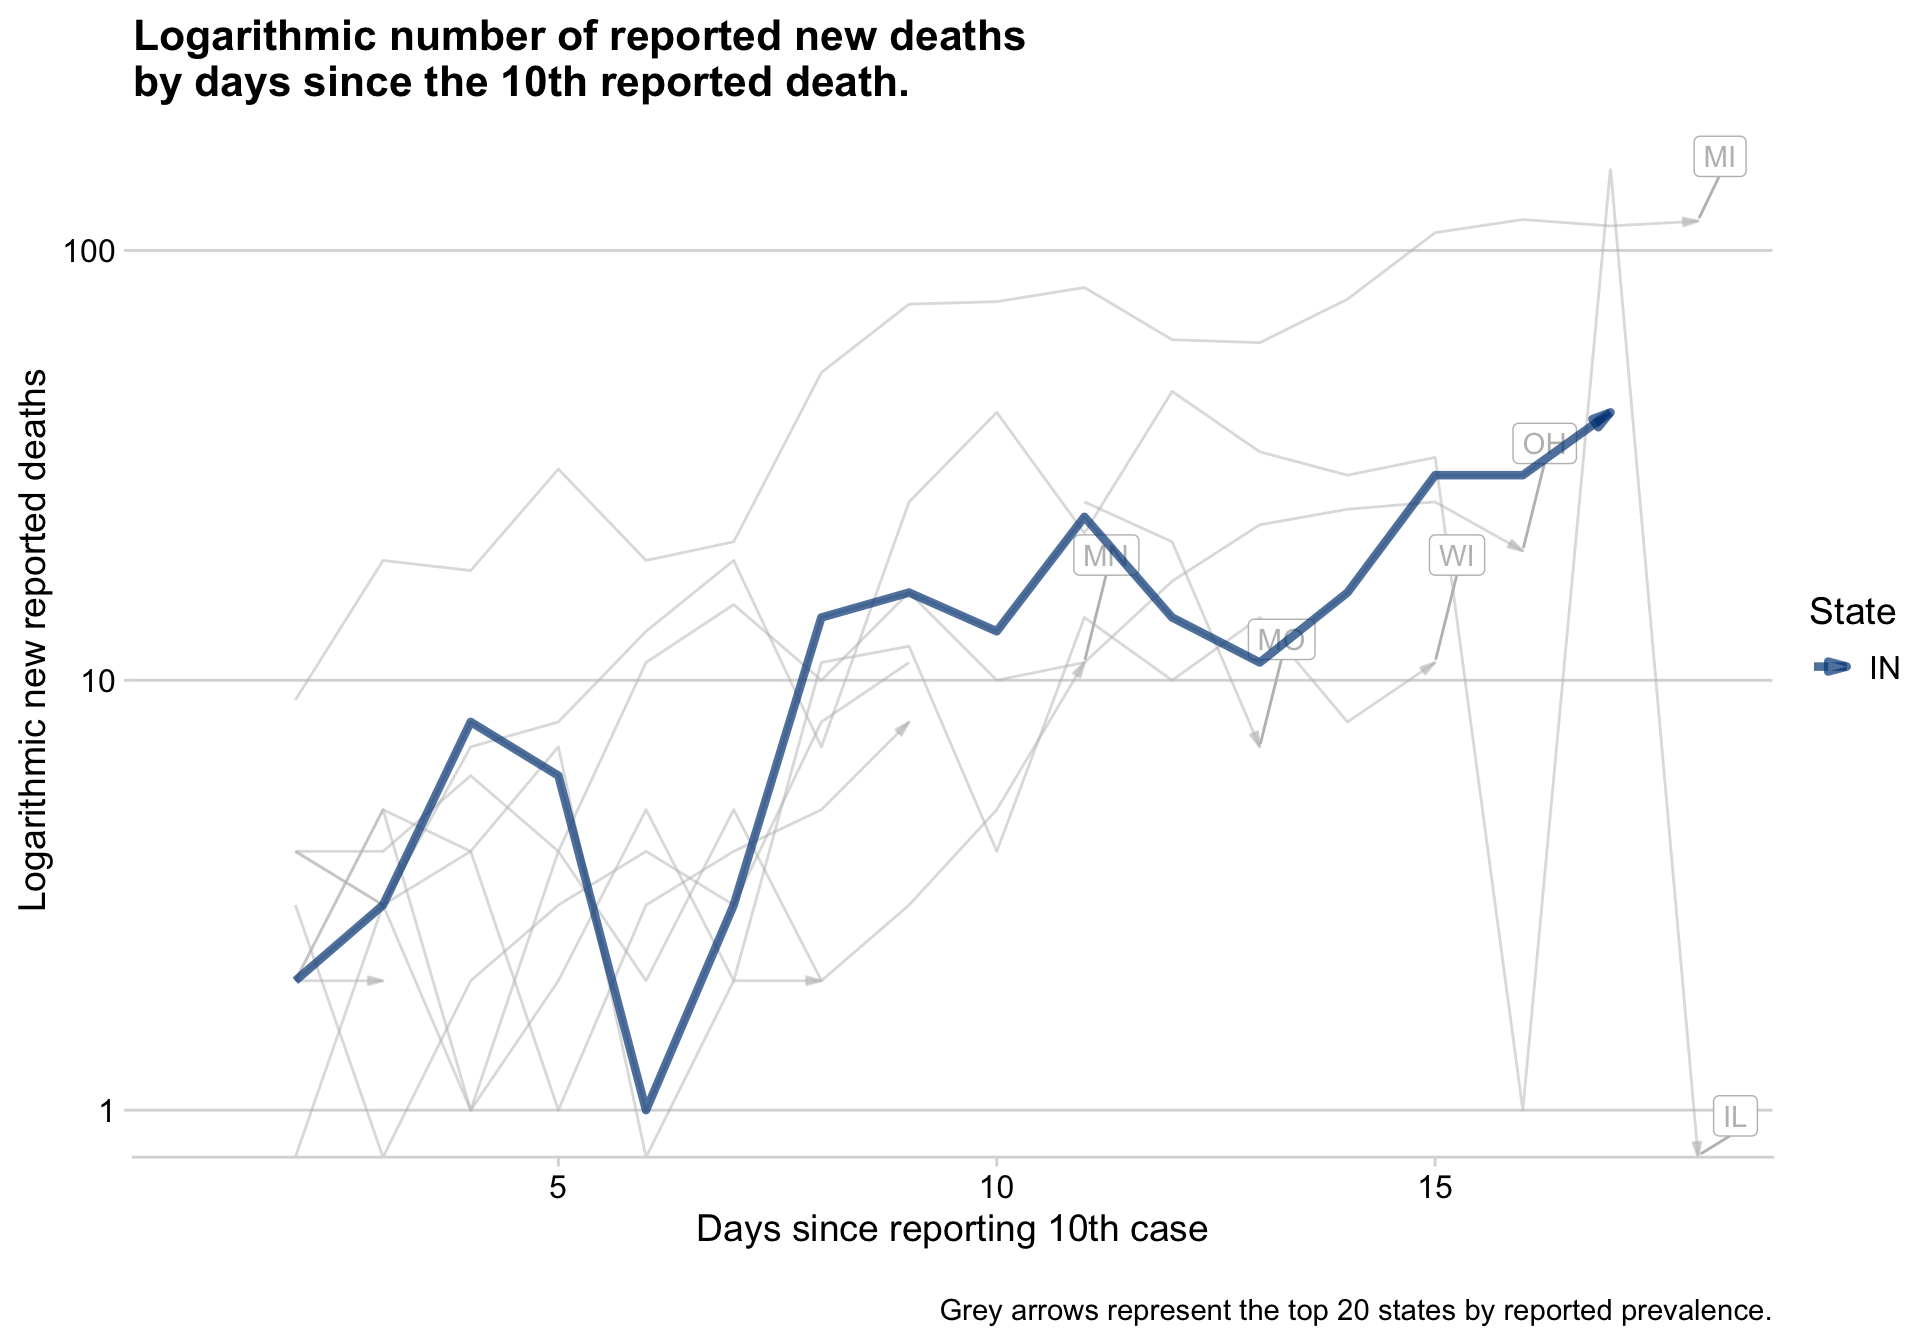 Logarithmic number of reported new deaths
by days since the 10th reported death.
MI
100
OH
MN
WI
MO
10
IL
1
5
10
15
Logarithmic new reported deaths
Days since reporting 10th case
State
IN
Grey arrows represent the top 20 states by reported prevalence.